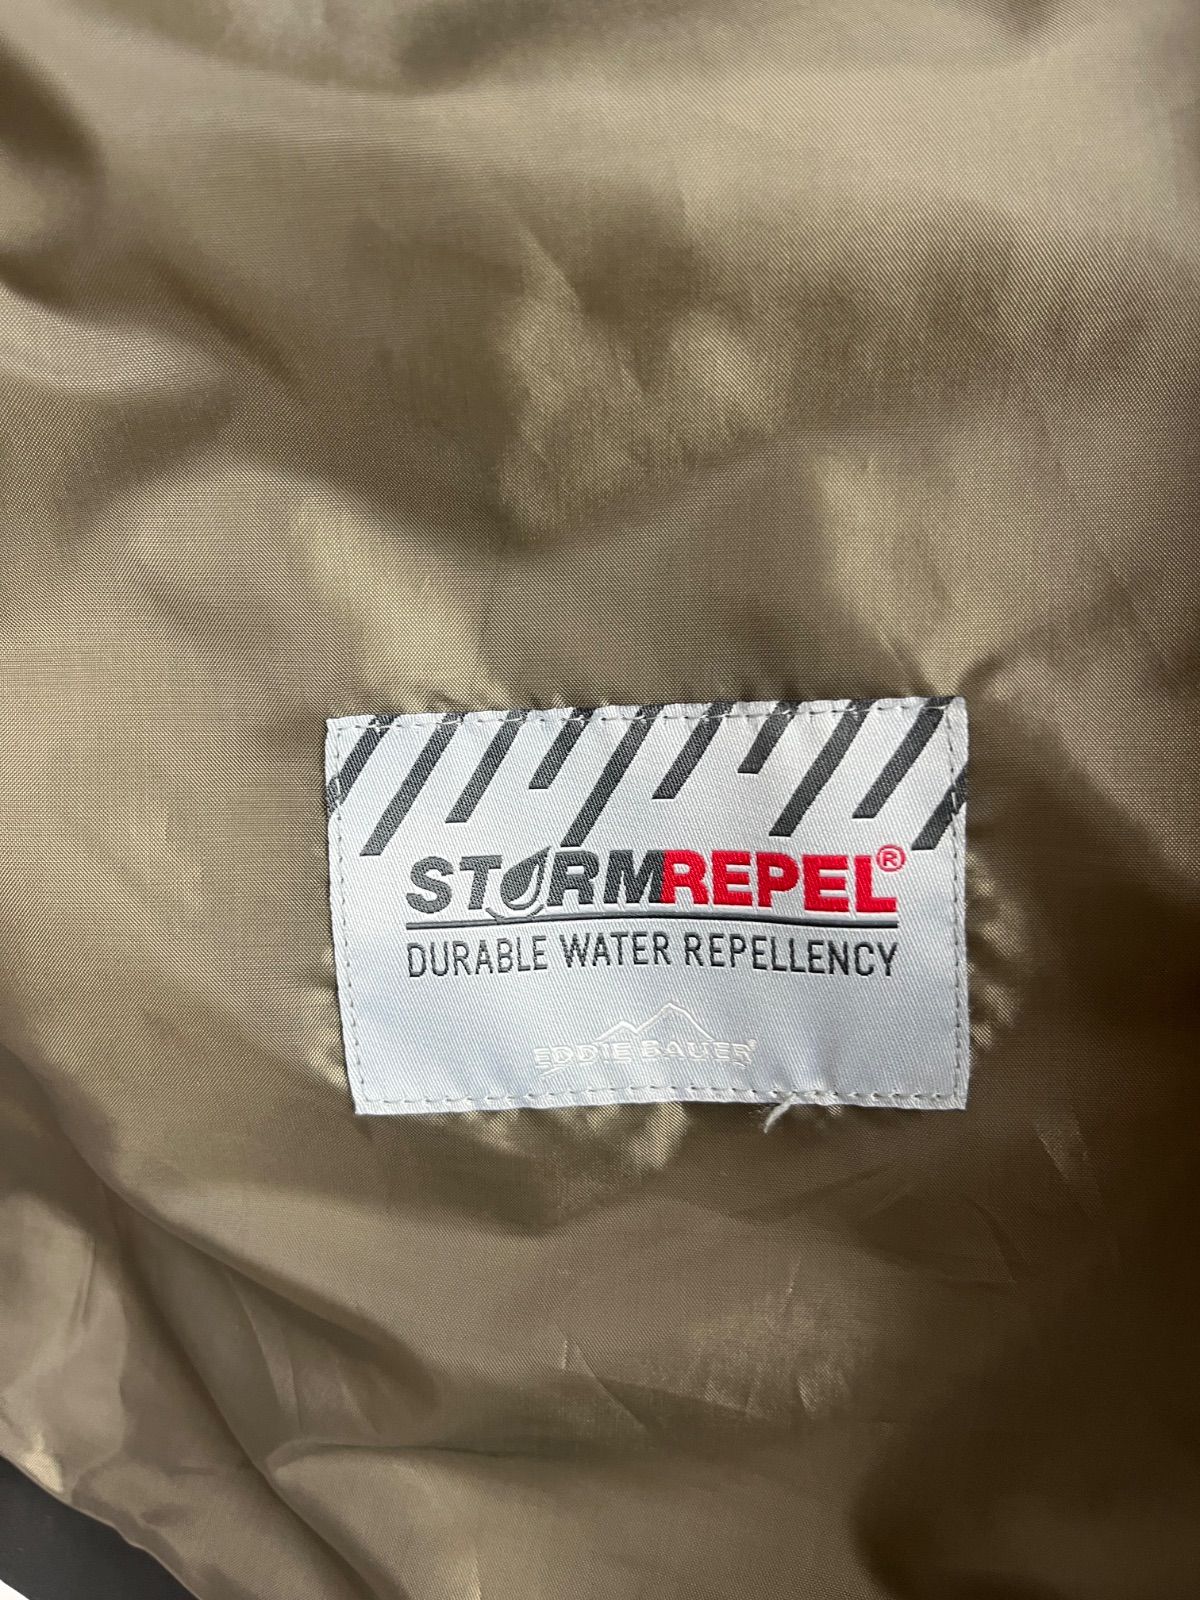 STORMREPEL®
DURABLE WATER REPELLENCY
EDDIE BAUER®